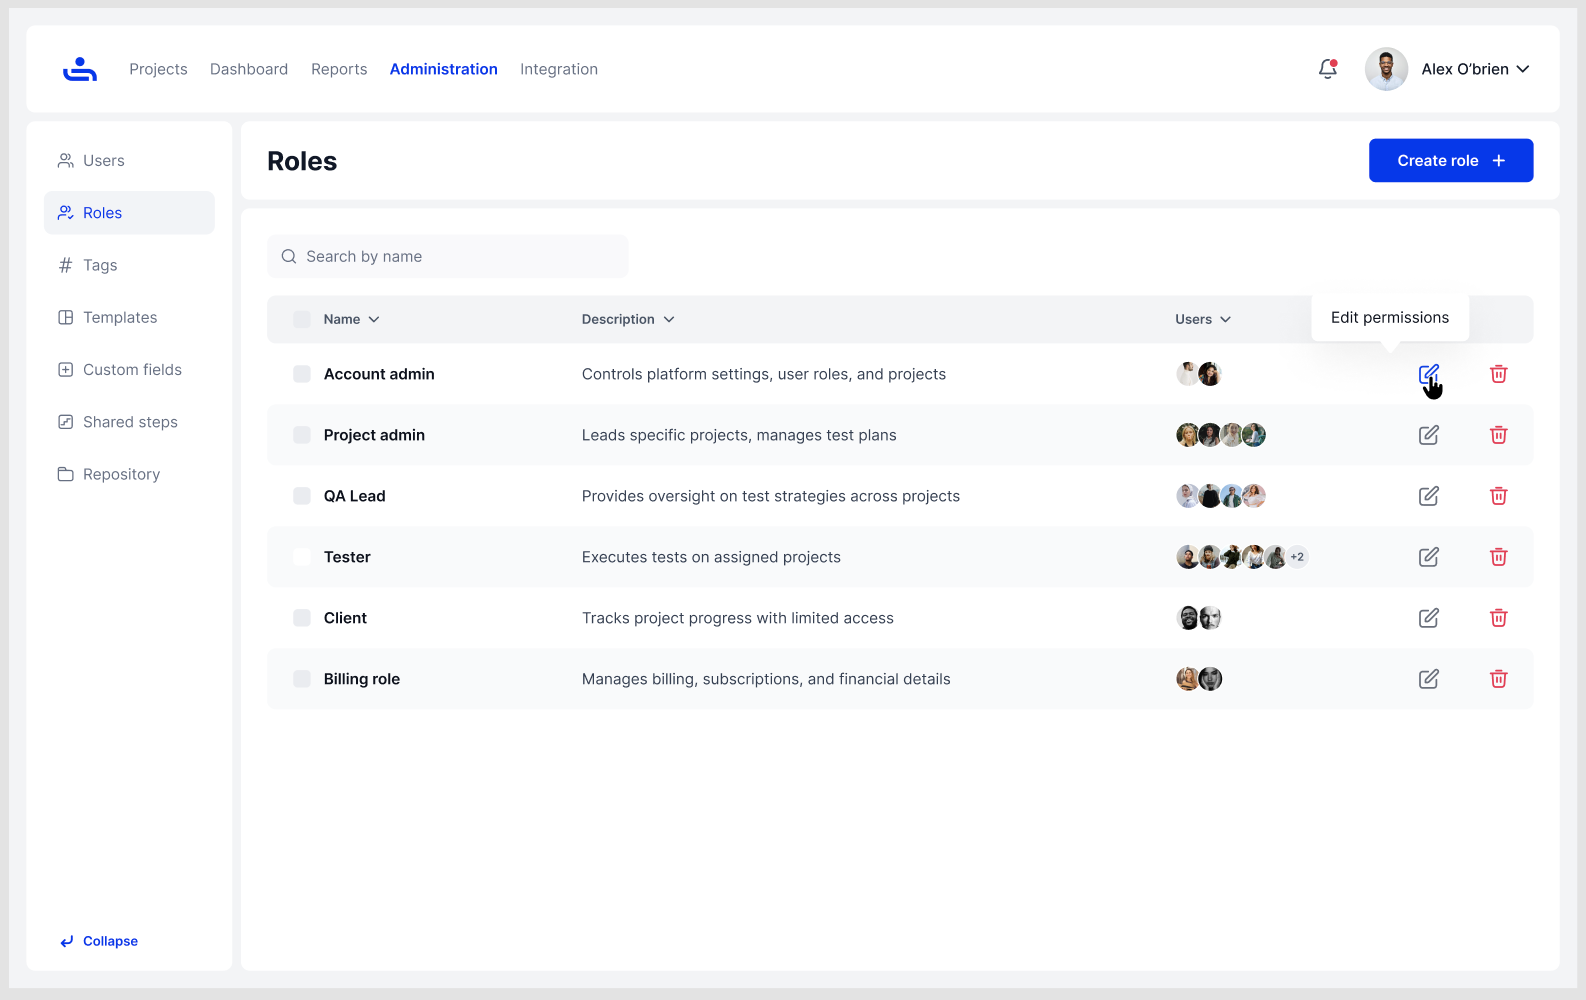 Projects Dashboard Reports Administration Integration
Alex O’brien
Users
Roles
Tags
Templates
Custom fields
Shared steps
Repository
Collapse
Roles
Create role
Search by name
Name Description Users
Edit permissions
Account admin Controls platform settings, user roles, and projects
Project admin Leads specific projects, manages test plans
QA Lead Provides oversight on test strategies across projects
Tester Executes tests on assigned projects +2
Client Tracks project progress with limited access
Billing role Manages billing, subscriptions, and financial details